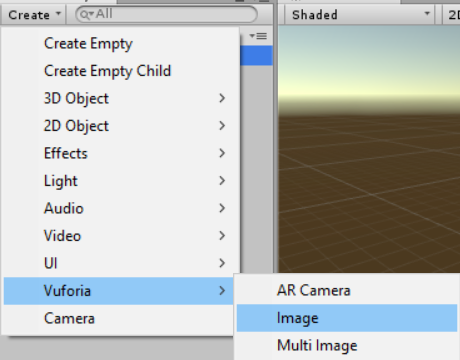 Create All Shaded 2D
Create Empty
Create Empty Child
3D Object
2D Object
Effects
Light
Audio
Video
UI
Vuforia
AR Camera
Camera
Image
Multi Image